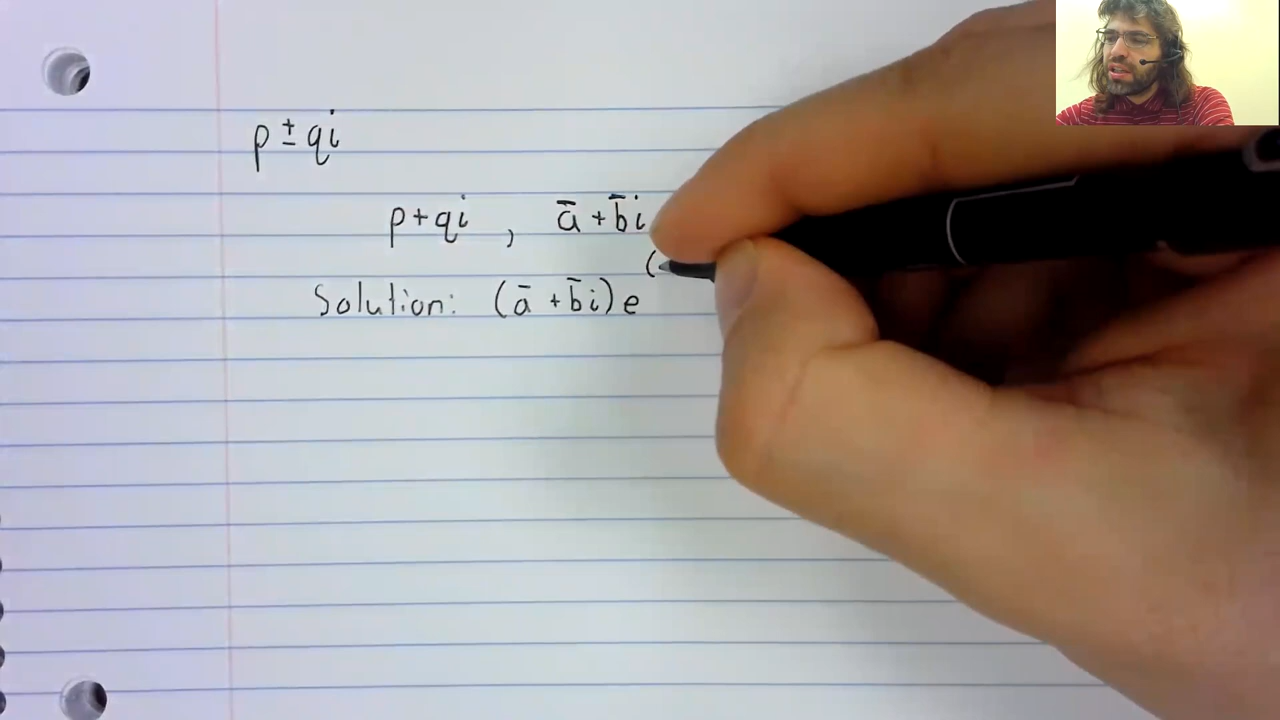 p ± qi
p + qi , ā + b̄i
Solution: (ā + b̄i) e^(